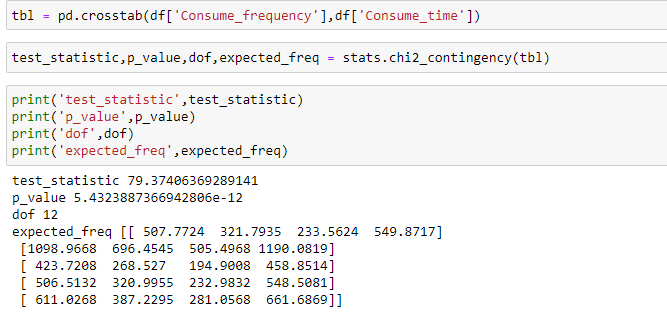 tbl = pd.crosstab(df['Consume_frequency'],df['Consume_time'])
test_statistic,p_value,dof,expected_freq = stats.chi2_contingency(tbl)
print('test_statistic',test_statistic)
print('p_value',p_value)
print('dof',dof)
print('expected_freq',expected_freq)
test_statistic 79.37406369289141
p_value 5.4323887366942806e-12
dof 12
expected_freq [[ 507.7724  321.7935  233.5624  549.8717]
 [1098.9668  696.4545  505.4968 1190.0819]
 [ 423.7208  268.527   194.9008  458.8514]
 [ 506.5132  320.9955  232.9832  548.5081]
 [ 611.0268  387.2295  281.0568  661.6869]]